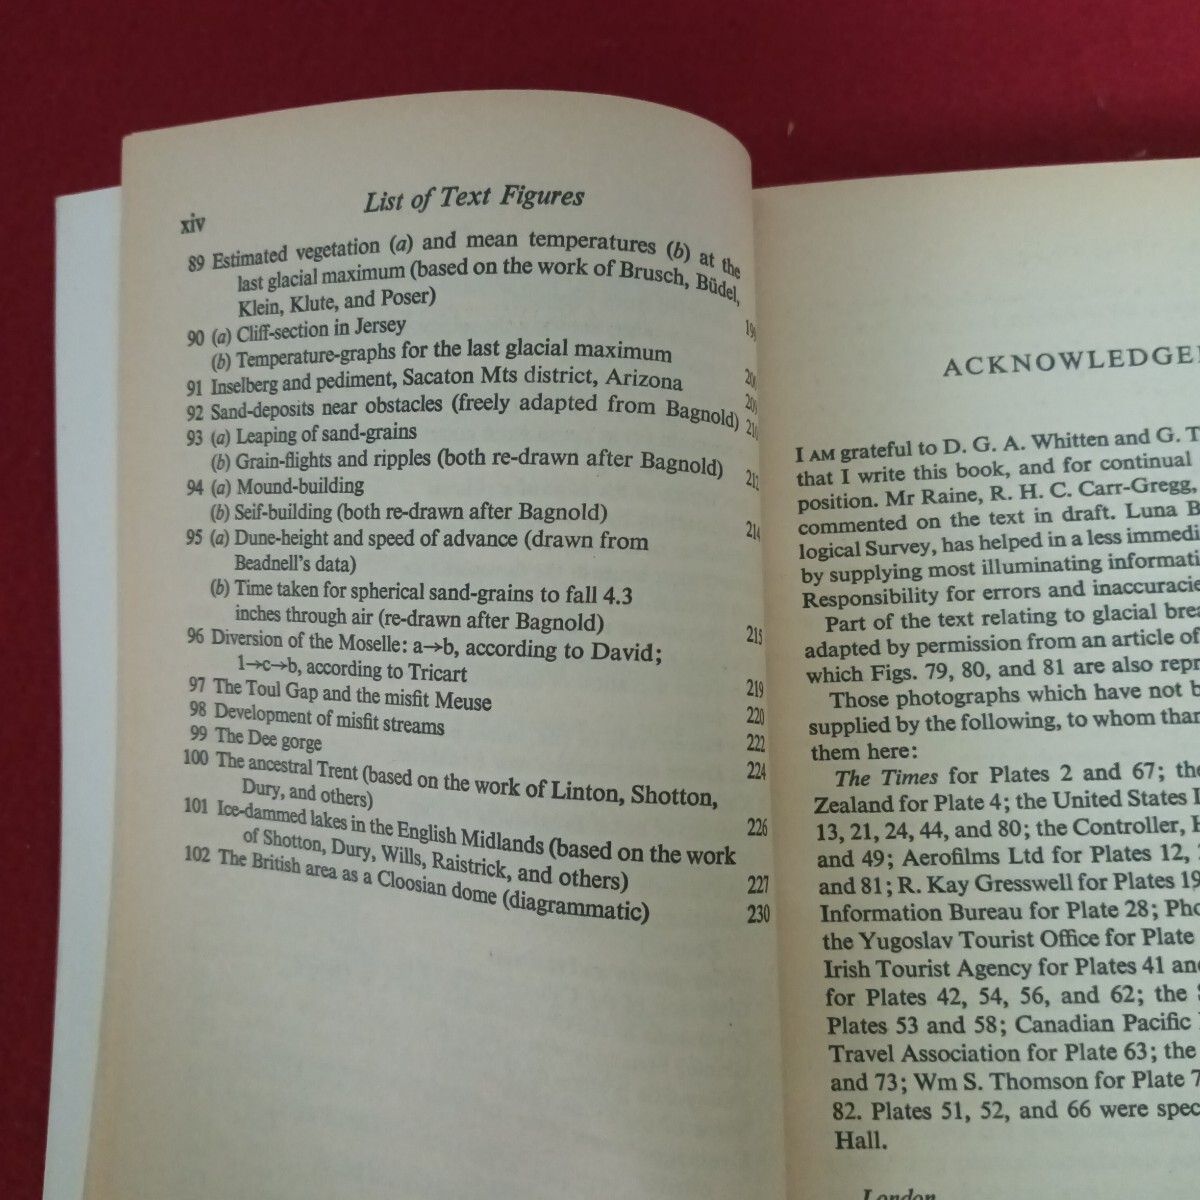 xiv
List of Text Figures
89 Estimated vegetation (a) and mean temperatures (b) at the
last glacial maximum (based on the work of Brusch, Büdel,
Klein, Klute, and Poser)
90 (a) Cliff-section in Jersey
(b) Temperature-graphs for the last glacial maximum
91 Inselberg and pediment, Sacaton Mts district, Arizona
92 Sand-deposits near obstacles (freely adapted from Bagnold) 210
93 (a) Leaping of sand-grains
(b) Grain-flights and ripples (both re-drawn after Bagnold) 212
94 (a) Mound-building
(b) Seif-building (both re-drawn after Bagnold) 214
95 (a) Dune-height and speed of advance (drawn from
Beadnell's data)
(b) Time taken for spherical sand-grains to fall 4.3
inches through air (re-drawn after Bagnold) 215
96 Diversion of the Moselle: a→b, according to David;
1→c→b, according to Tricart 219
97 The Toul Gap and the misfit Meuse 220
98 Development of misfit streams 222
99 The Dee gorge 224
100 The ancestral Trent (based on the work of Linton, Shotton,
Dury, and others) 226
101 Ice-dammed lakes in the English Midlands (based on the work
of Shotton, Dury, Wills, Raistrick, and others) 227
102 The British area as a Cloosian dome (diagrammatic) 230
ACKNOWLEDGE
I AM grateful to D. G. A. Whitten and G. T
that I write this book, and for continual
position. Mr Raine, R. H. C. Carr-Gregg,
commented on the text in draft. Luna B
logical Survey, has helped in a less immedi
by supplying most illuminating informati
Responsibility for errors and inaccuracie
Part of the text relating to glacial brea
adapted by permission from an article of
which Figs. 79, 80, and 81 are also repr
Those photographs which have not b
supplied by the following, to whom than
them here:
The Times for Plates 2 and 67; the
Zealand for Plate 4; the United States I
13, 21, 24, 44, and 80; the Controller, H
and 49; Aerofilms Ltd for Plates 12,
and 81; R. Kay Gresswell for Plates 19
Information Bureau for Plate 28; Pho
the Yugoslav Tourist Office for Plate
Irish Tourist Agency for Plates 41 an
for Plates 42, 54, 56, and 62; the S
Plates 53 and 58; Canadian Pacific
Travel Association for Plate 63; the
and 73; Wm S. Thomson for Plate 7
82. Plates 51, 52, and 66 were spec
Hall.
London